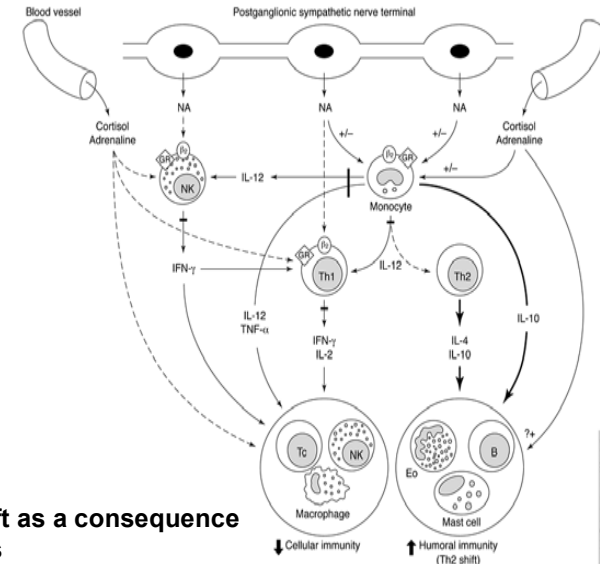 Blood vessel
Postganglionic sympathetic nerve terminal
NA
NA
NA
Cortisol
Adrenaline
+/–
+/–
Cortisol
Adrenaline
GR
β₂
NK
IL-12
β₂
GR
+/–
Monocyte
IFN-γ
GR
β₂
Th1
IL-12
Th2
IL-12
TNF-α
IFN-γ
IL-2
IL-4
IL-10
IL-10
Tc
NK
Macrophage
Eo
B
Mast cell
?+
ft as a consequence
s
↓ Cellular immunity
↑ Humoral immunity
(Th2 shift)